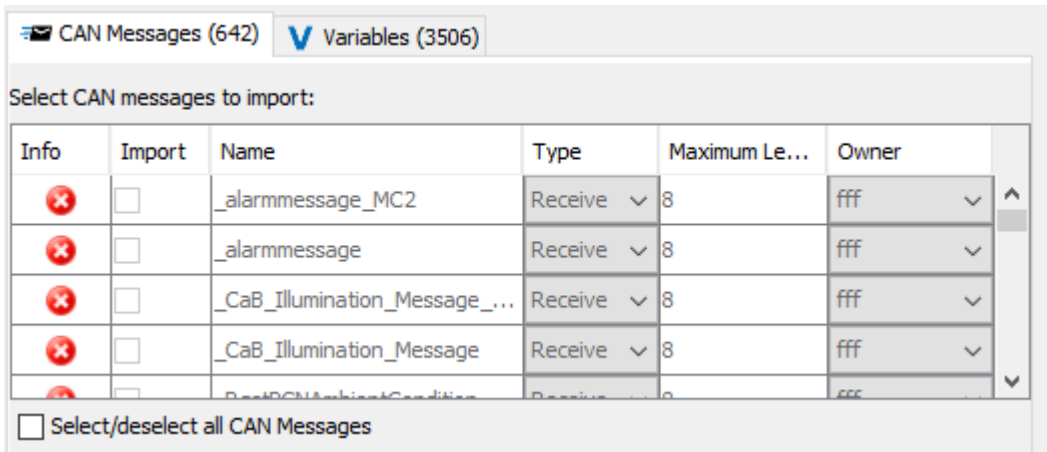 CAN Messages (642) Variables (3506)
Select CAN messages to import:
Info Import Name Type Maximum Le... Owner
_alarmmessage_MC2 Receive 8 fff
_alarmmessage Receive 8 fff
_CaB_Illumination_Message_... Receive 8 fff
_CaB_Illumination_Message Receive 8 fff
Select/deselect all CAN Messages